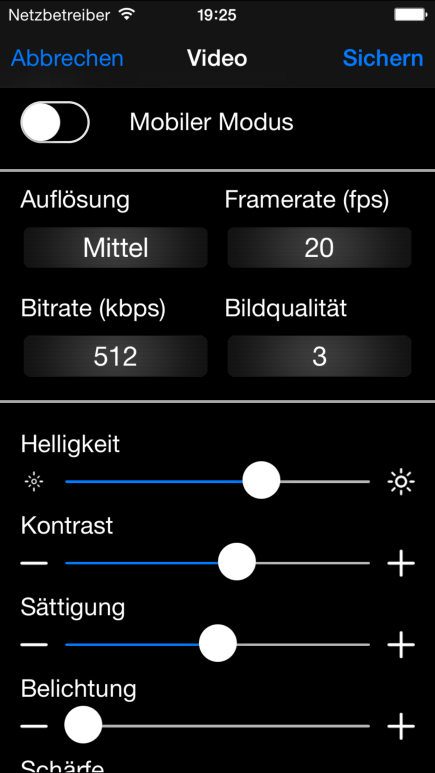 Netzbetreiber 19:25
Abbrechen Video Sichern
Mobiler Modus
Auflösung Framerate (fps)
Mittel 20
Bitrate (kbps) Bildqualität
512 3
Helligkeit
Kontrast
Sättigung
Belichtung
Schärfe